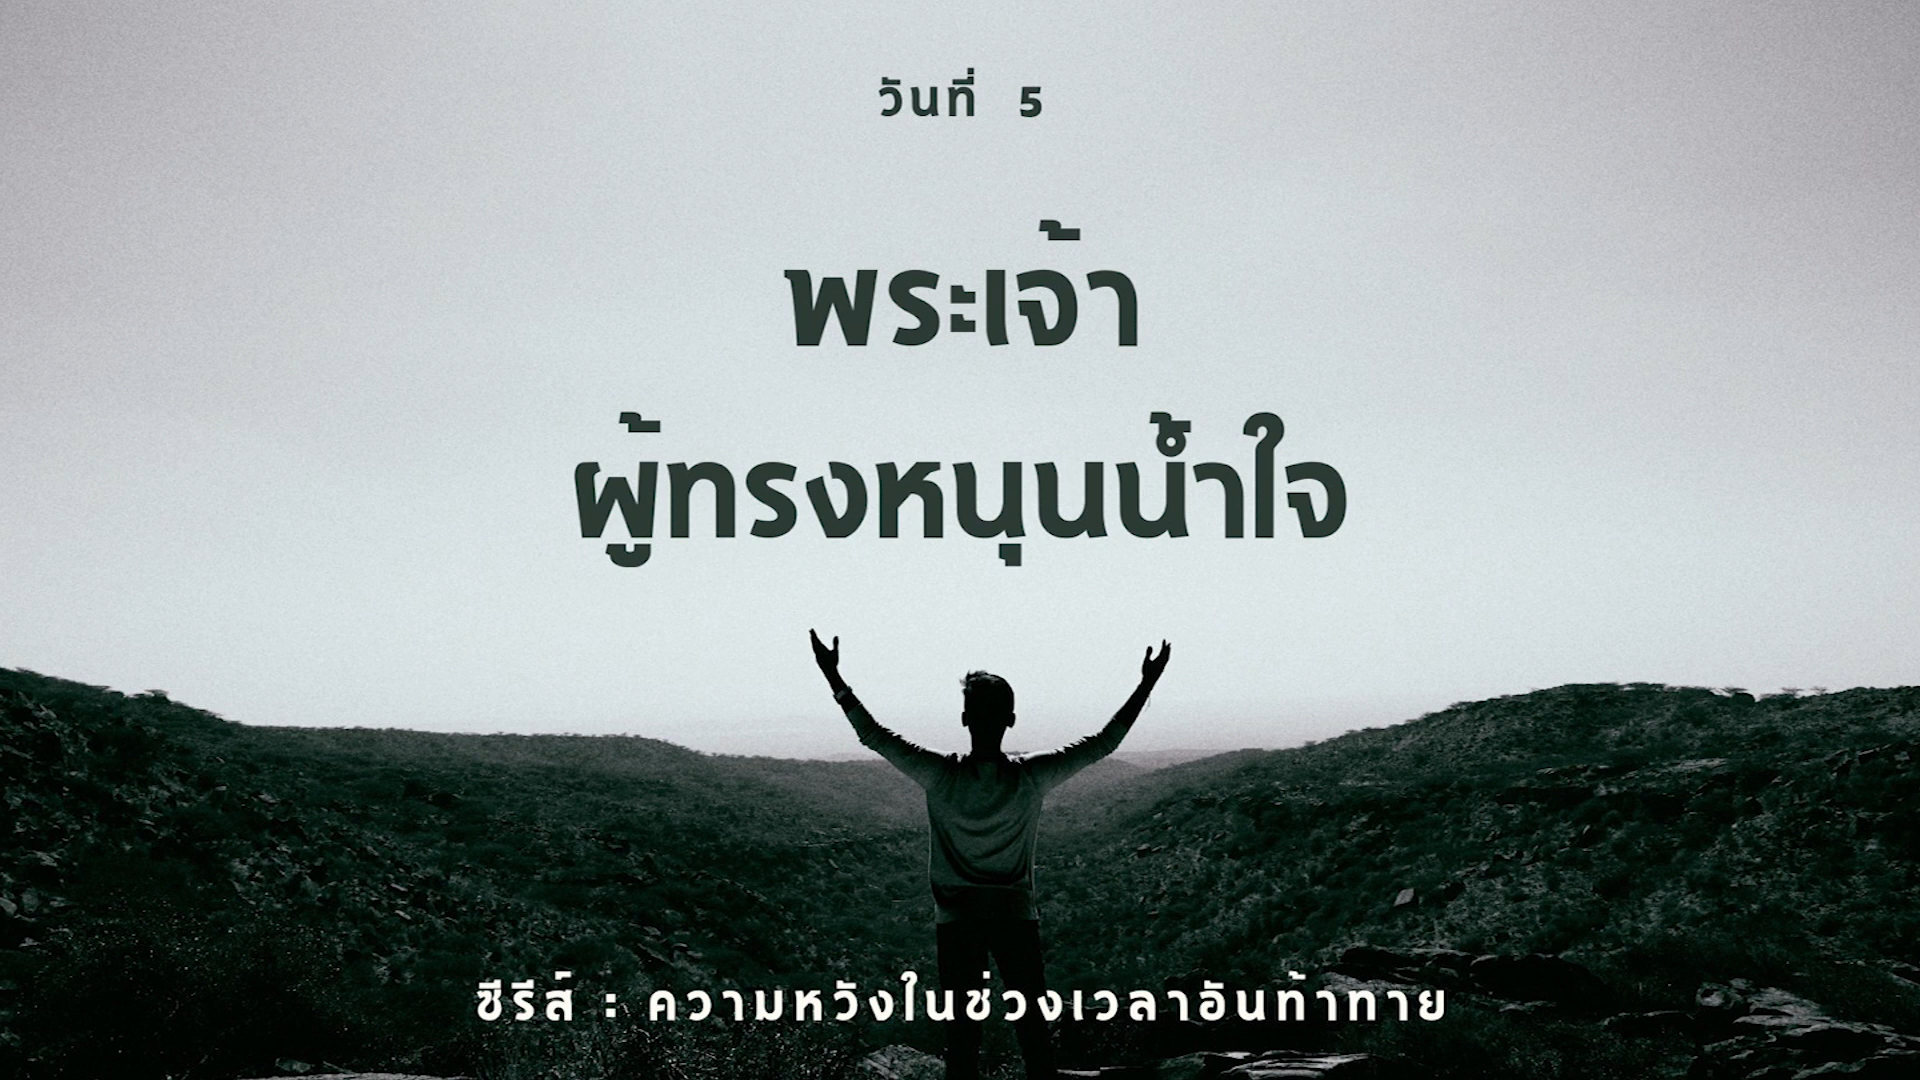 วันที่ 5
พระเจ้า
ผู้ทรงหนุนน้ำใจ
ซีรีส์ : ความหวังในช่วงเวลาอันท้าทาย